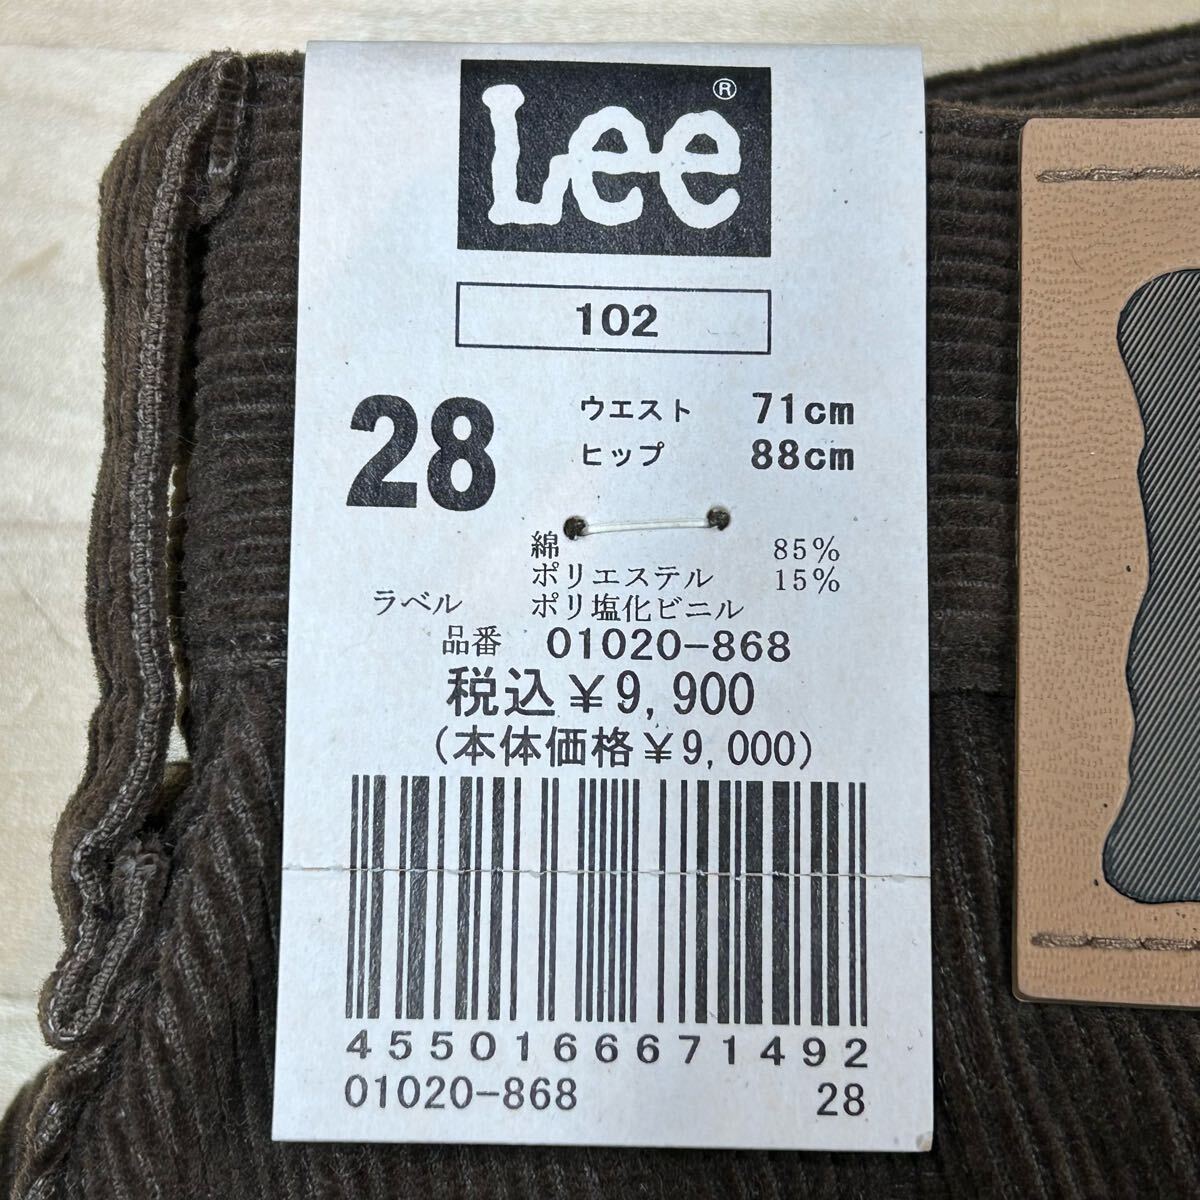 Lee®
102
28
ウエスト 71cm
ヒップ 88cm
綿 85%
ポリエステル 15%
ラベル ポリ塩化ビニル
品番 01020-868
税込¥9,900
(本体価格¥9,000)
4550166671492
01020-868 28